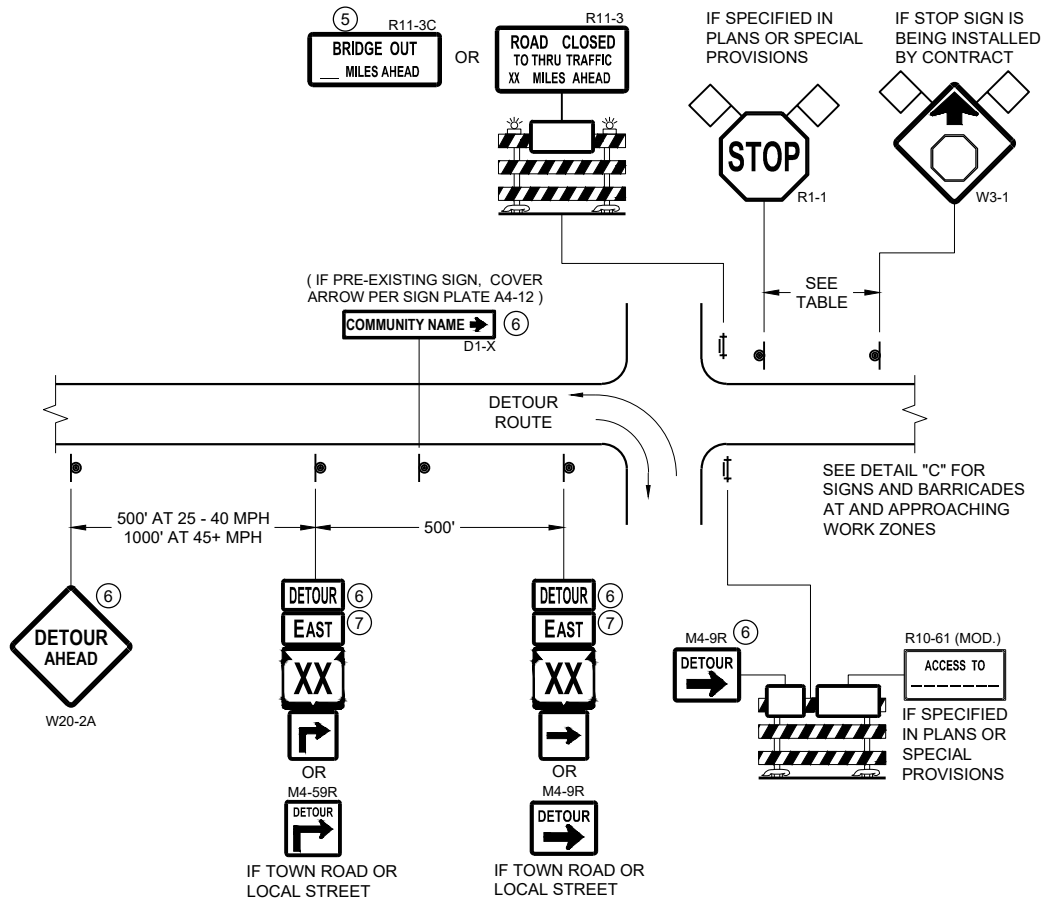 5
R11-3C
BRIDGE OUT
__ MILES AHEAD
OR
R11-3
ROAD CLOSED
TO THRU TRAFFIC
XX MILES AHEAD
IF SPECIFIED IN
PLANS OR SPECIAL
PROVISIONS
STOP
R1-1
IF STOP SIGN IS
BEING INSTALLED
BY CONTRACT
W3-1
SEE
TABLE
( IF PRE-EXISTING SIGN, COVER
ARROW PER SIGN PLATE A4-12 )
COMMUNITY NAME
6
D1-X
DETOUR
ROUTE
SEE DETAIL "C" FOR
SIGNS AND BARRICADES
AT AND APPROACHING
WORK ZONES
500' AT 25 - 40 MPH
1000' AT 45+ MPH
500'
6
DETOUR
AHEAD
W20-2A
DETOUR
6
EAST
7
XX
OR
M4-59R
DETOUR
IF TOWN ROAD OR
LOCAL STREET
DETOUR
6
EAST
7
XX
OR
M4-9R
DETOUR
IF TOWN ROAD OR
LOCAL STREET
M4-9R
6
DETOUR
R10-61 (MOD.)
ACCESS TO
_ _ _ _ _ _ _
IF SPECIFIED
IN PLANS OR
SPECIAL
PROVISIONS